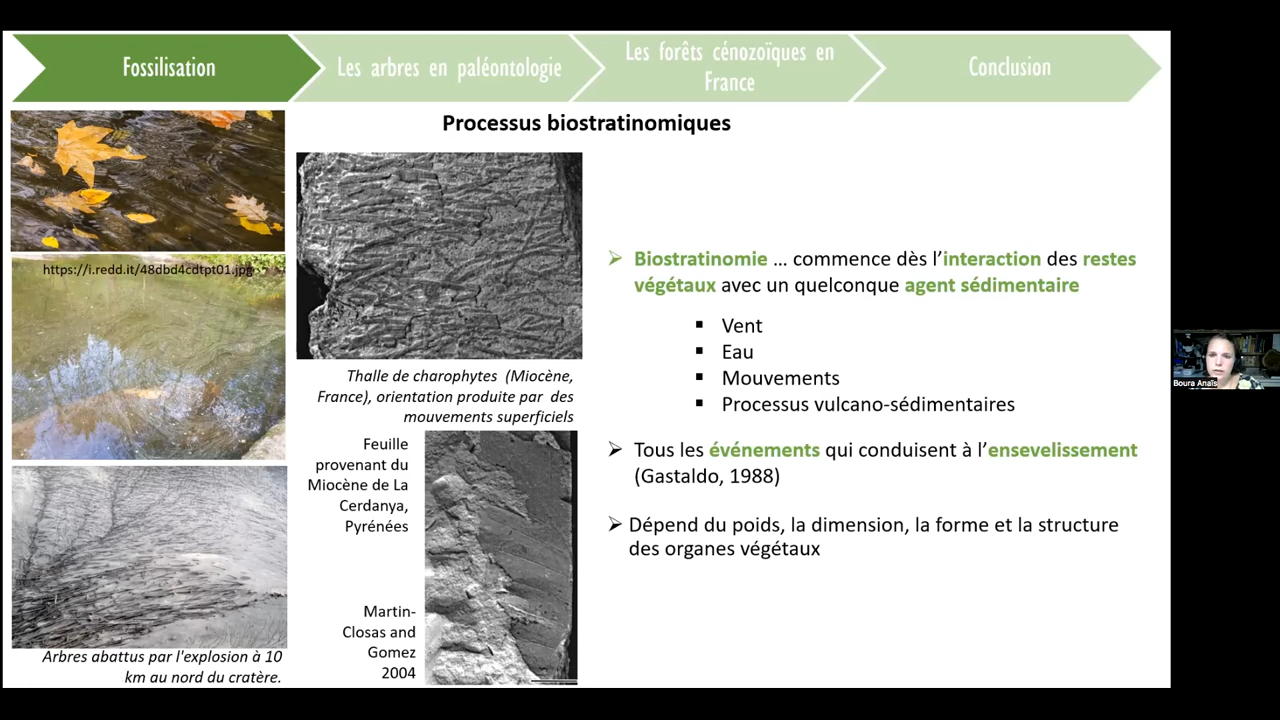 Fossilisation
Les arbres en paléontologie
Les forêts cénozoïques en
France
Conclusion
Processus biostratinomiques
https://i.redd.it/48dbd4cdtpt01.jpg
Arbres abattus par l'explosion à 10
km au nord du cratère.
Thalle de charophytes (Miocène,
France), orientation produite par des
mouvements superficiels
Feuille
provenant du
Miocène de La
Cerdanya,
Pyrénées
Martin-
Closas and
Gomez
2004
➢ Biostratinomie ... commence dès l'interaction des restes
végétaux avec un quelconque agent sédimentaire
▪ Vent
▪ Eau
▪ Mouvements
▪ Processus vulcano-sédimentaires
➢ Tous les événements qui conduisent à l'ensevelissement
(Gastaldo, 1988)
➢ Dépend du poids, la dimension, la forme et la structure
des organes végétaux
Boura Anaïs